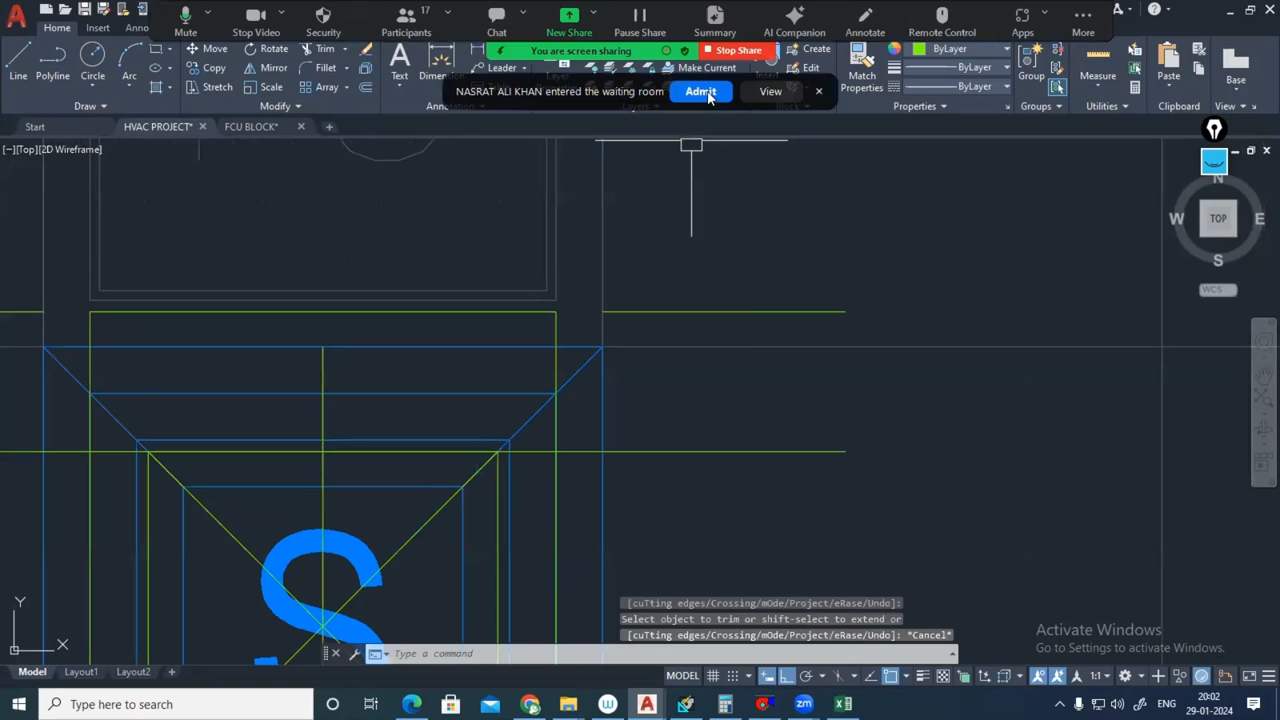 17
Mute
Stop Video
Security
Participants
Chat
New Share
Pause Share
Summary
AI Companion
Annotate
Remote Control
Apps
More
Home
Insert
You are screen sharing
Stop Share
NASRAT ALI KHAN entered the waiting room
Admit
View
Line
Polyline
Circle
Arc
Move
Rotate
Trim
Copy
Mirror
Fillet
Stretch
Scale
Array
Text
Dimension
Leader
Make Current
Create
Edit
Match
Properties
ByLayer
ByLayer
ByLayer
Group
Measure
Paste
Base
Draw
Modify
Properties
Groups
Utilities
Clipboard
View
Start
HVAC PROJECT*
FCU BLOCK*
[−][Top][2D Wireframe]
N
W
TOP
E
S
WCS
S
Y
X
[cuTting edges/Crossing/mOde/Project/eRase/Undo]:
Select object to trim or shift-select to extend or
[cuTting edges/Crossing/mOde/Project/eRase/Undo]: *Cancel*
Type a command
Activate Windows
Go to Settings to activate Windows.
Model
Layout1
Layout2
MODEL
1:1
Type here to search
ENG
20:02
29-01-2024